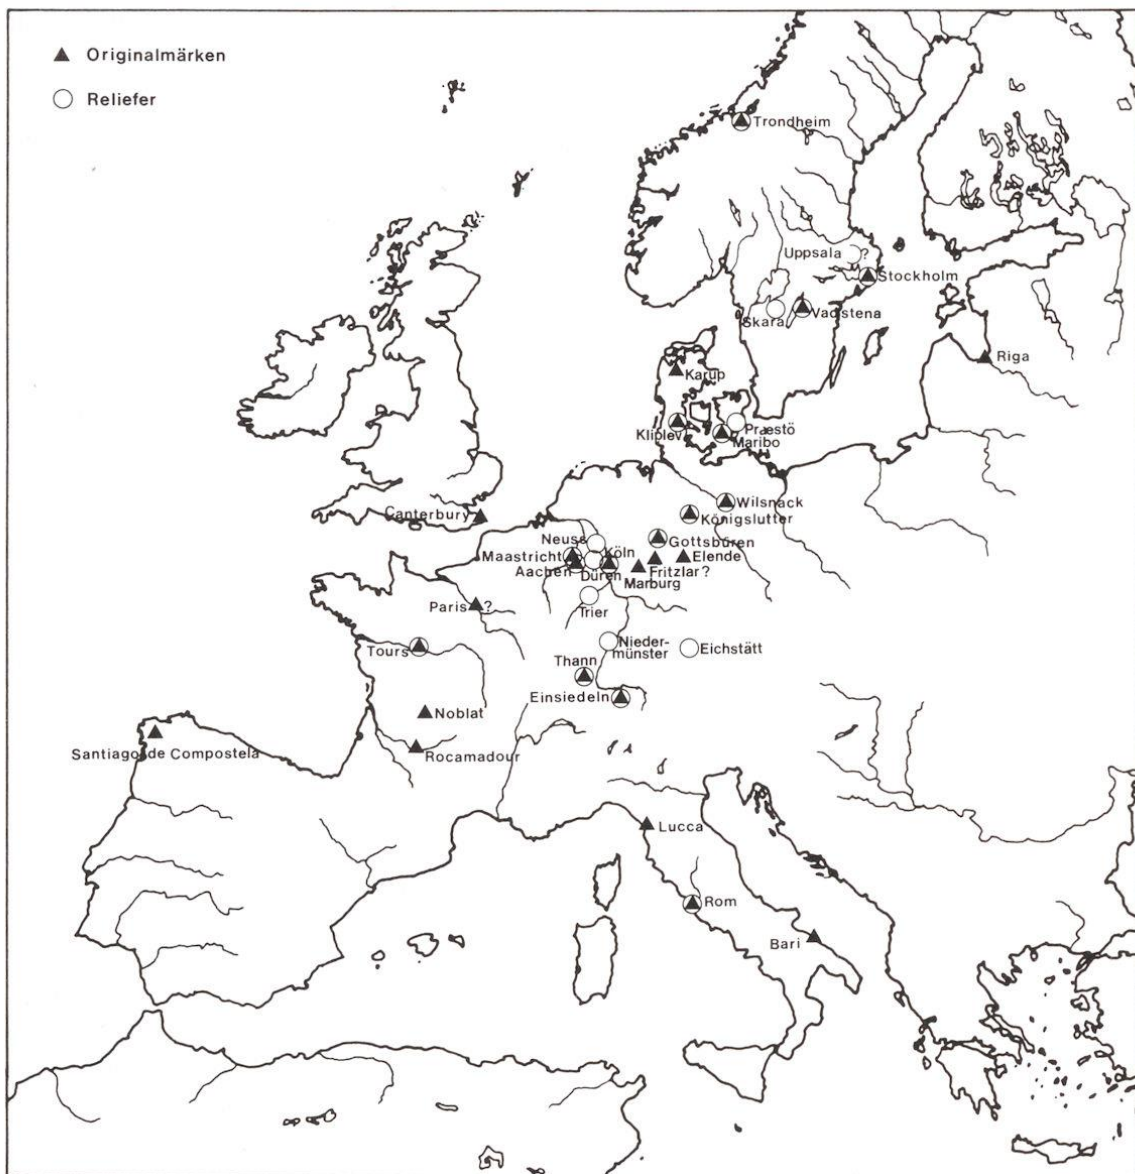 Originalmärken
Reliefer
Trondheim
Uppsala ?
Stockholm
Skara
Vadstena
Riga
Karup
Kliplev
Præstö
Maribo
Wilsnack
Canterbury
Königslutter
Neuss
Gottsbüren
Maastricht
Köln
Elende
Aachen
Düren
Fritzlar?
Marburg
Paris ?
Trier
Tours
Nieder-
münster
Eichstätt
Thann
Einsiedeln
Noblat
Santiago de Compostela
Rocamadour
Lucca
Rom
Bari